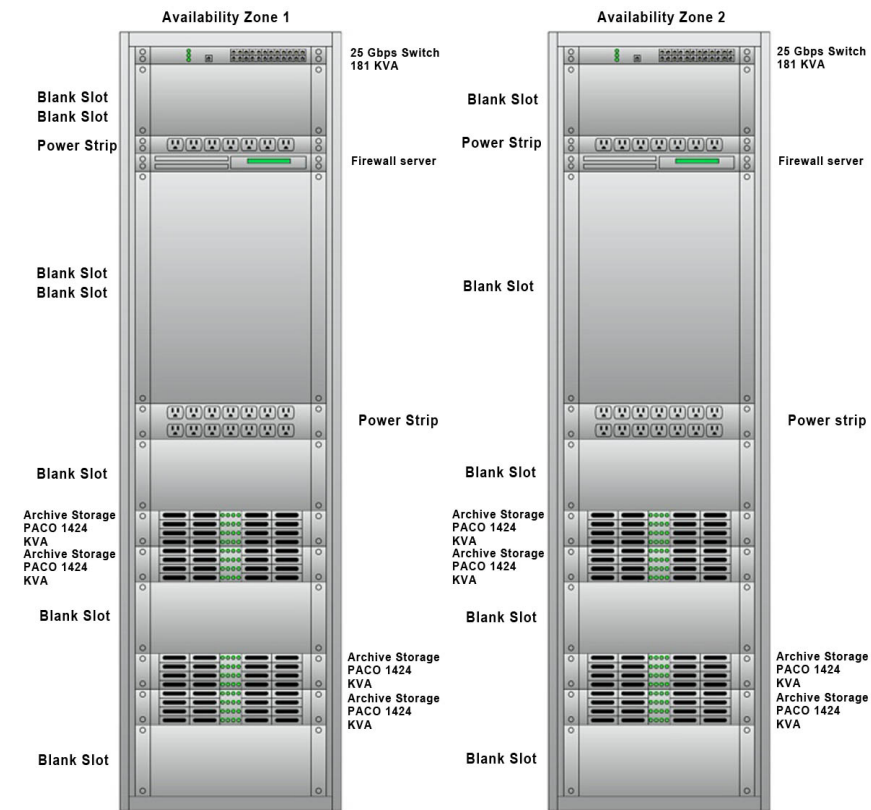 Availability Zone 1
25 Gbps Switch
181 KVA
Blank Slot
Blank Slot
Power Strip
Firewall server
Blank Slot
Blank Slot
Power Strip
Blank Slot
Archive Storage
PACO 1424
KVA
Archive Storage
PACO 1424
KVA
Blank Slot
Archive Storage
PACO 1424
KVA
Archive Storage
PACO 1424
KVA
Blank Slot
Availability Zone 2
25 Gbps Switch
181 KVA
Blank Slot
Power Strip
Firewall server
Blank Slot
Power strip
Blank Slot
Archive Storage
PACO 1424
KVA
Archive Storage
PACO 1424
KVA
Blank Slot
Archive Storage
PACO 1424
KVA
Archive Storage
PACO 1424
KVA
Blank Slot